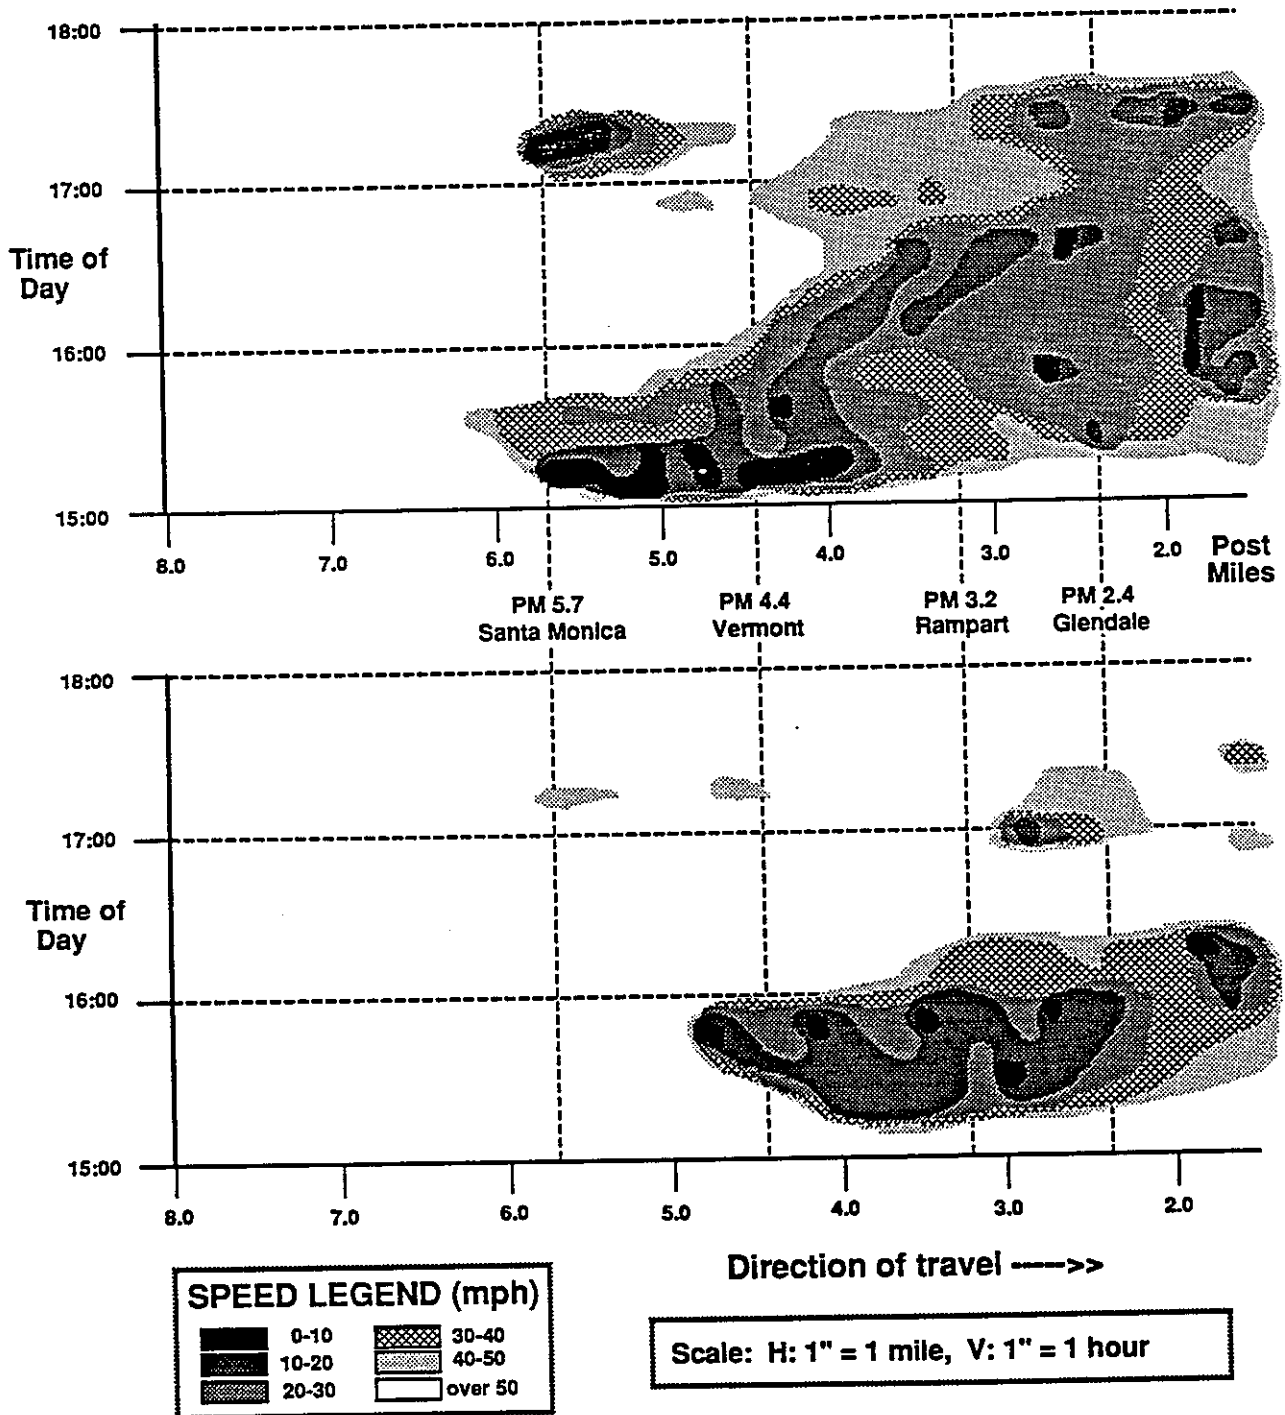 18:00
17:00
Time of
Day
16:00
15:00
8.0 7.0 6.0 5.0 4.0 3.0 2.0 Post
Miles
PM 5.7 PM 4.4 PM 3.2 PM 2.4
Santa Monica Vermont Rampart Glendale
18:00
17:00
Time of
Day
16:00
15:00
8.0 7.0 6.0 5.0 4.0 3.0 2.0
Direction of travel ---->>
SPEED LEGEND (mph)
0-10 30-40
10-20 40-50
20-30 over 50
Scale: H: 1" = 1 mile, V: 1" = 1 hour